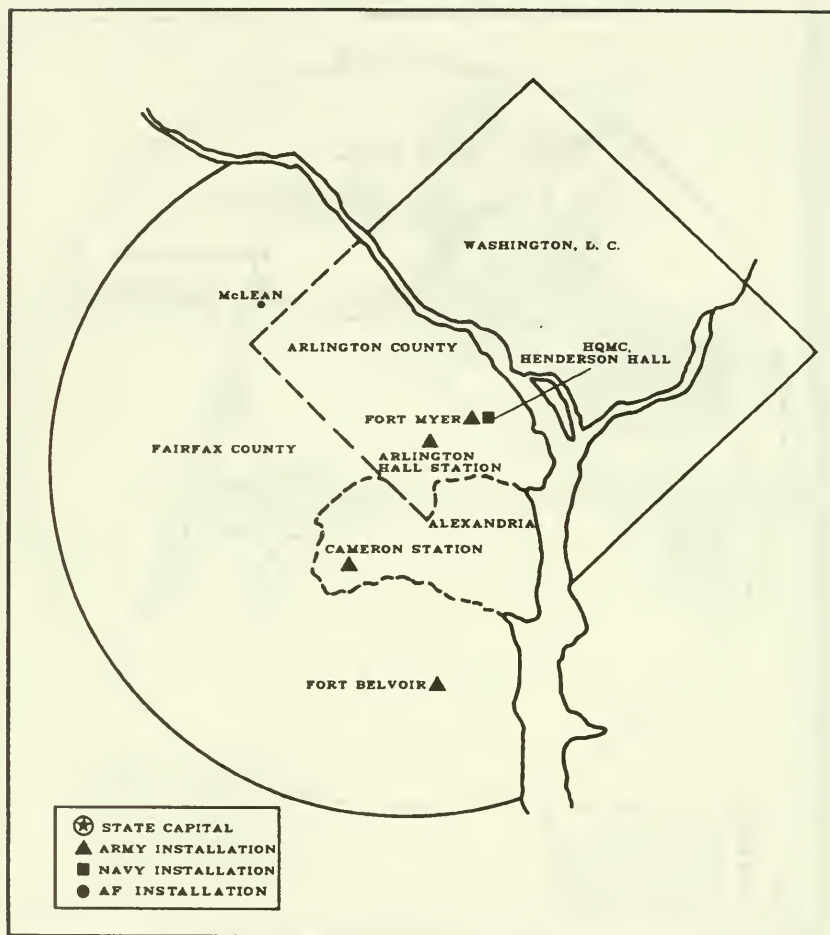 WASHINGTON, D. C.
McLEAN
ARLINGTON COUNTY
HQMC,
HENDERSON HALL
FORT MYER
FAIRFAX COUNTY
ARLINGTON
HALL STATION
ALEXANDRIA
CAMERON STATION
FORT BELVOIR
STATE CAPITAL
ARMY INSTALLATION
NAVY INSTALLATION
AF INSTALLATION